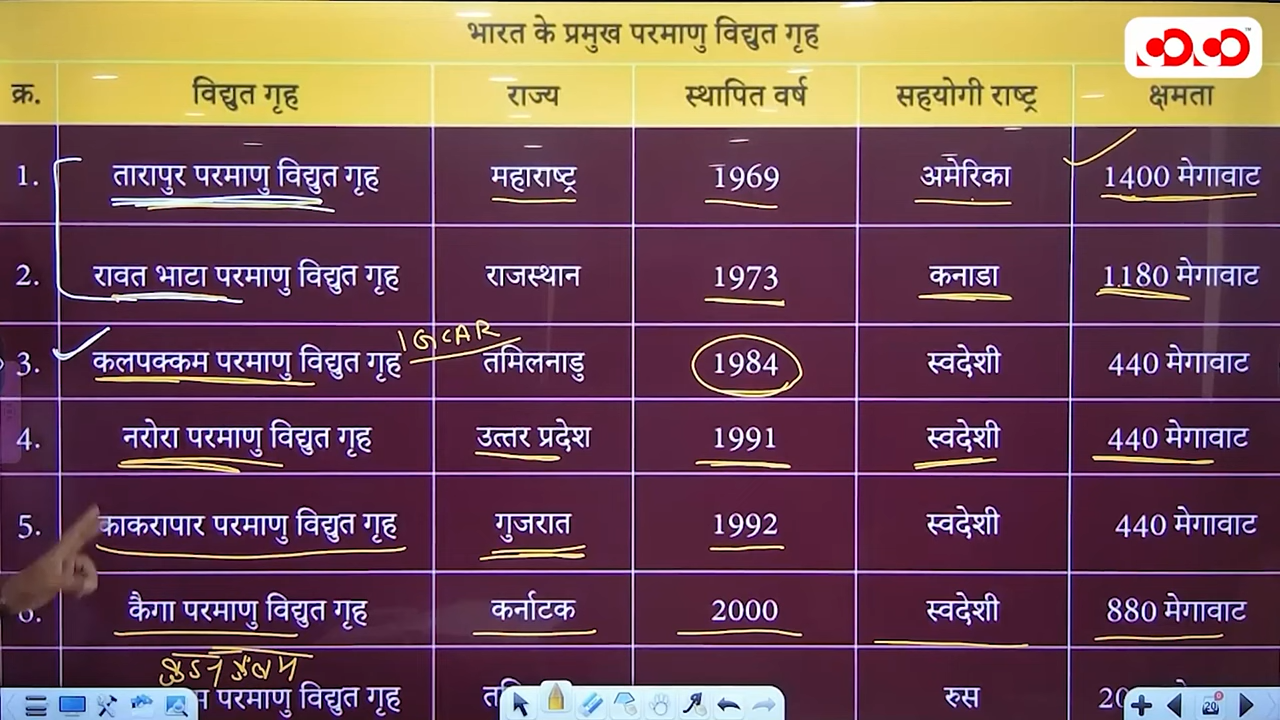 भारत के प्रमुख परमाणु विद्युत गृह
क्र. विद्युत गृह राज्य स्थापित वर्ष सहयोगी राष्ट्र क्षमता
1. तारापुर परमाणु विद्युत गृह महाराष्ट्र 1969 अमेरिका 1400 मेगावाट
2. रावत भाटा परमाणु विद्युत गृह राजस्थान 1973 कनाडा 1180 मेगावाट
IGCAR
3. कलपक्कम परमाणु विद्युत गृह तमिलनाडु 1984 स्वदेशी 440 मेगावाट
4. नरोरा परमाणु विद्युत गृह उत्तर प्रदेश 1991 स्वदेशी 440 मेगावाट
5. काकरापार परमाणु विद्युत गृह गुजरात 1992 स्वदेशी 440 मेगावाट
6. कैगा परमाणु विद्युत गृह कर्नाटक 2000 स्वदेशी 880 मेगावाट
परमाणु विद्युत गृह रुस
20